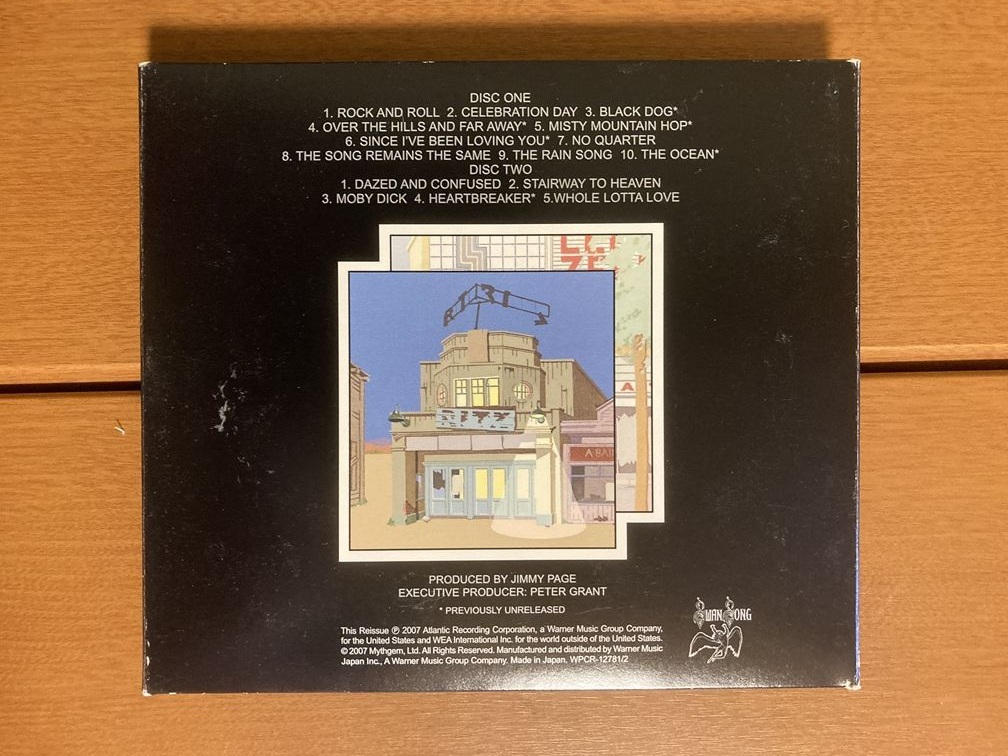 DISC ONE
1. ROCK AND ROLL 2. CELEBRATION DAY 3. BLACK DOG*
4. OVER THE HILLS AND FAR AWAY* 5. MISTY MOUNTAIN HOP*
6. SINCE I'VE BEEN LOVING YOU* 7. NO QUARTER
8. THE SONG REMAINS THE SAME 9. THE RAIN SONG 10. THE OCEAN*
DISC TWO
1. DAZED AND CONFUSED 2. STAIRWAY TO HEAVEN
3. MOBY DICK 4. HEARTBREAKER* 5.WHOLE LOTTA LOVE
RITZ
PRODUCED BY JIMMY PAGE
EXECUTIVE PRODUCER: PETER GRANT
* PREVIOUSLY UNRELEASED
SWAN SONG
This Reissue ℗ 2007 Atlantic Recording Corporation, a Warner Music Group Company,
for the United States and WEA International Inc. for the world outside of the United States.
© 2007 Mythgem, Ltd. All Rights Reserved. Manufactured and distributed by Warner Music
Japan Inc., A Warner Music Group Company. Made in Japan. WPCR-12781/2